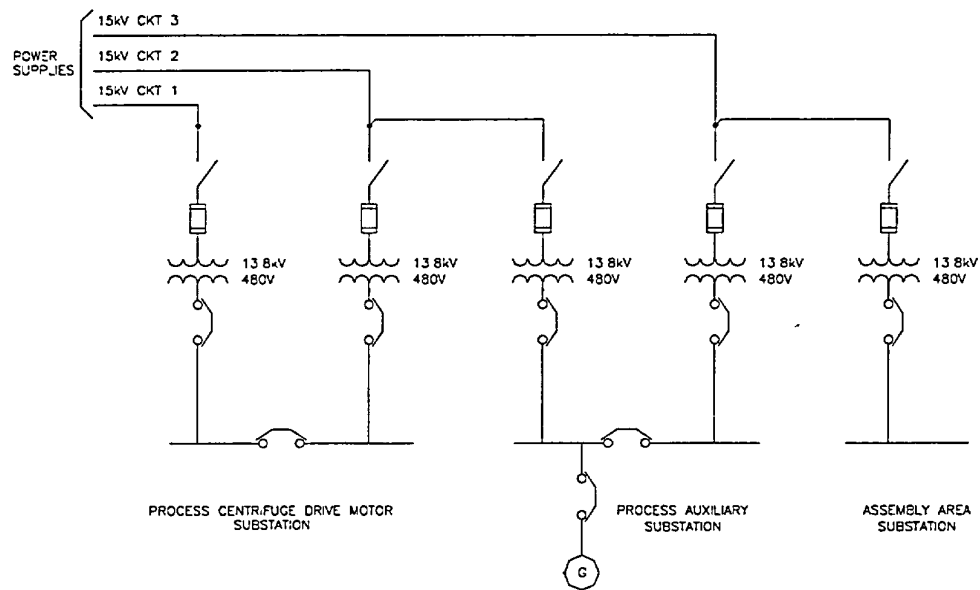 15kV CKT 3
POWER
SUPPLIES
15kV CKT 2
15kV CKT 1
13 8kV
480V
13 8kV
480V
13 8kV
480V
13 8kV
480V
13 8kV
480V
PROCESS CENTRIFUGE DRIVE MOTOR
SUBSTATION
PROCESS AUXILIARY
SUBSTATION
ASSEMBLY AREA
SUBSTATION
G